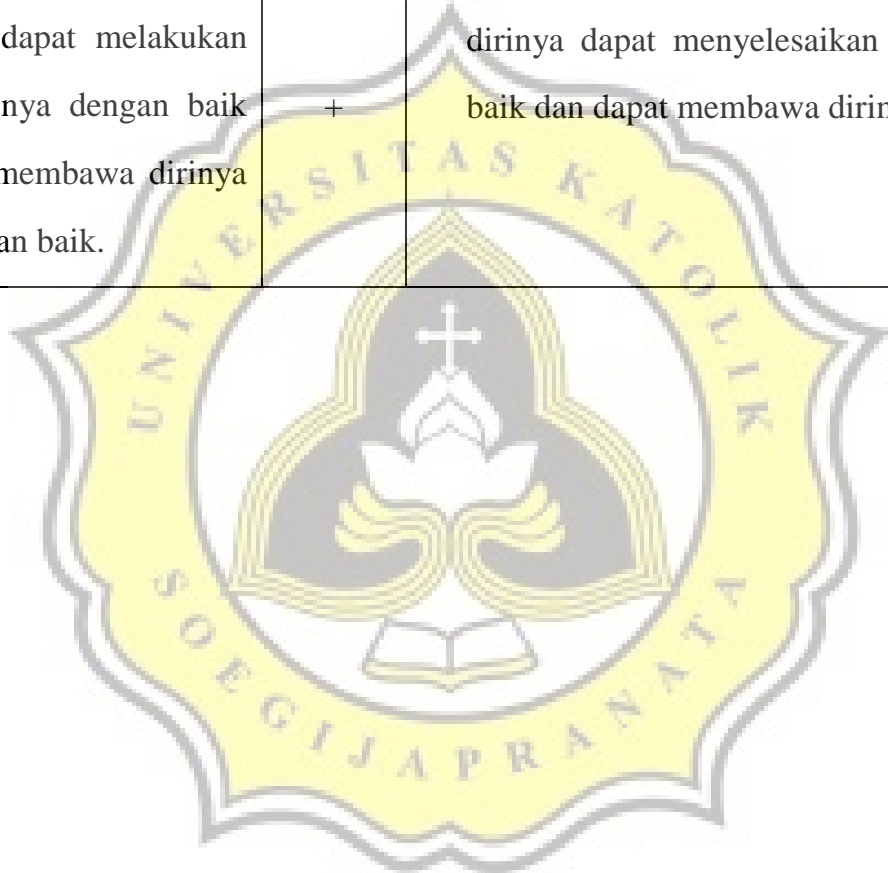 dapat melakukan
nya dengan baik
membawa dirinya
an baik.
+
dirinya dapat menyelesaikan
baik dan dapat membawa dirin
UNIVERSITAS KATOLIK
SOEGIJAPRANATA